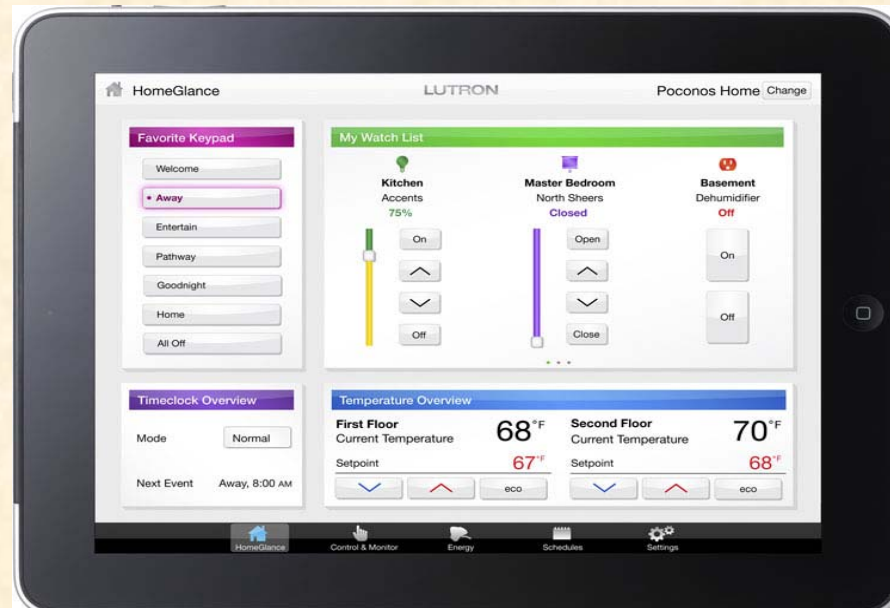 HomeGlance
LUTRON
Poconos Home Change
Favorite Keypad
Welcome
• Away
Entertain
Pathway
Goodnight
Home
All Off
My Watch List
Kitchen
Accents
75%
On
Off
Master Bedroom
North Sheers
Closed
Open
Close
Basement
Dehumidifier
Off
On
Off
Timeclock Overview
Mode Normal
Next Event Away, 8:00 AM
Temperature Overview
First Floor
Current Temperature
68°F
Setpoint 67°F
eco
Second Floor
Current Temperature
70°F
Setpoint 68°F
eco
HomeGlance Control & Monitor Energy Schedules Settings